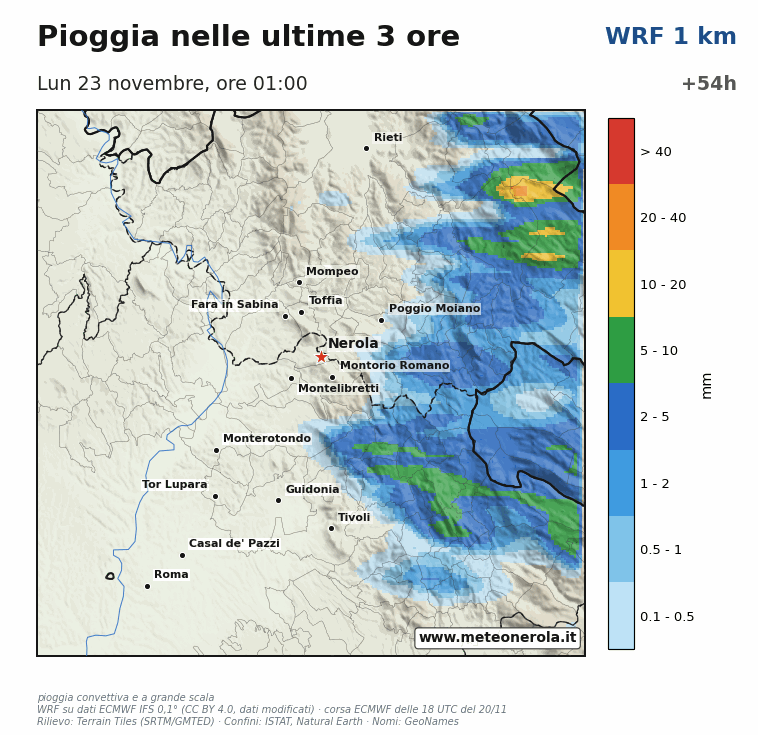 Pioggia nelle ultime 3 ore
WRF 1 km
Lun 23 novembre, ore 01:00
+54h
Rieti
Mompeo
Fara in Sabina
Toffia
Poggio Moiano
Nerola
Montorio Romano
Montelibretti
Monterotondo
Tor Lupara
Guidonia
Tivoli
Casal de' Pazzi
Roma
www.meteonerola.it
> 40
20 - 40
10 - 20
5 - 10
2 - 5
1 - 2
0.5 - 1
0.1 - 0.5
mm
pioggia convettiva e a grande scala
WRF su dati ECMWF IFS 0,1° (CC BY 4.0, dati modificati) · corsa ECMWF delle 18 UTC del 20/11
Rilievo: Terrain Tiles (SRTM/GMTED) · Confini: ISTAT, Natural Earth · Nomi: GeoNames